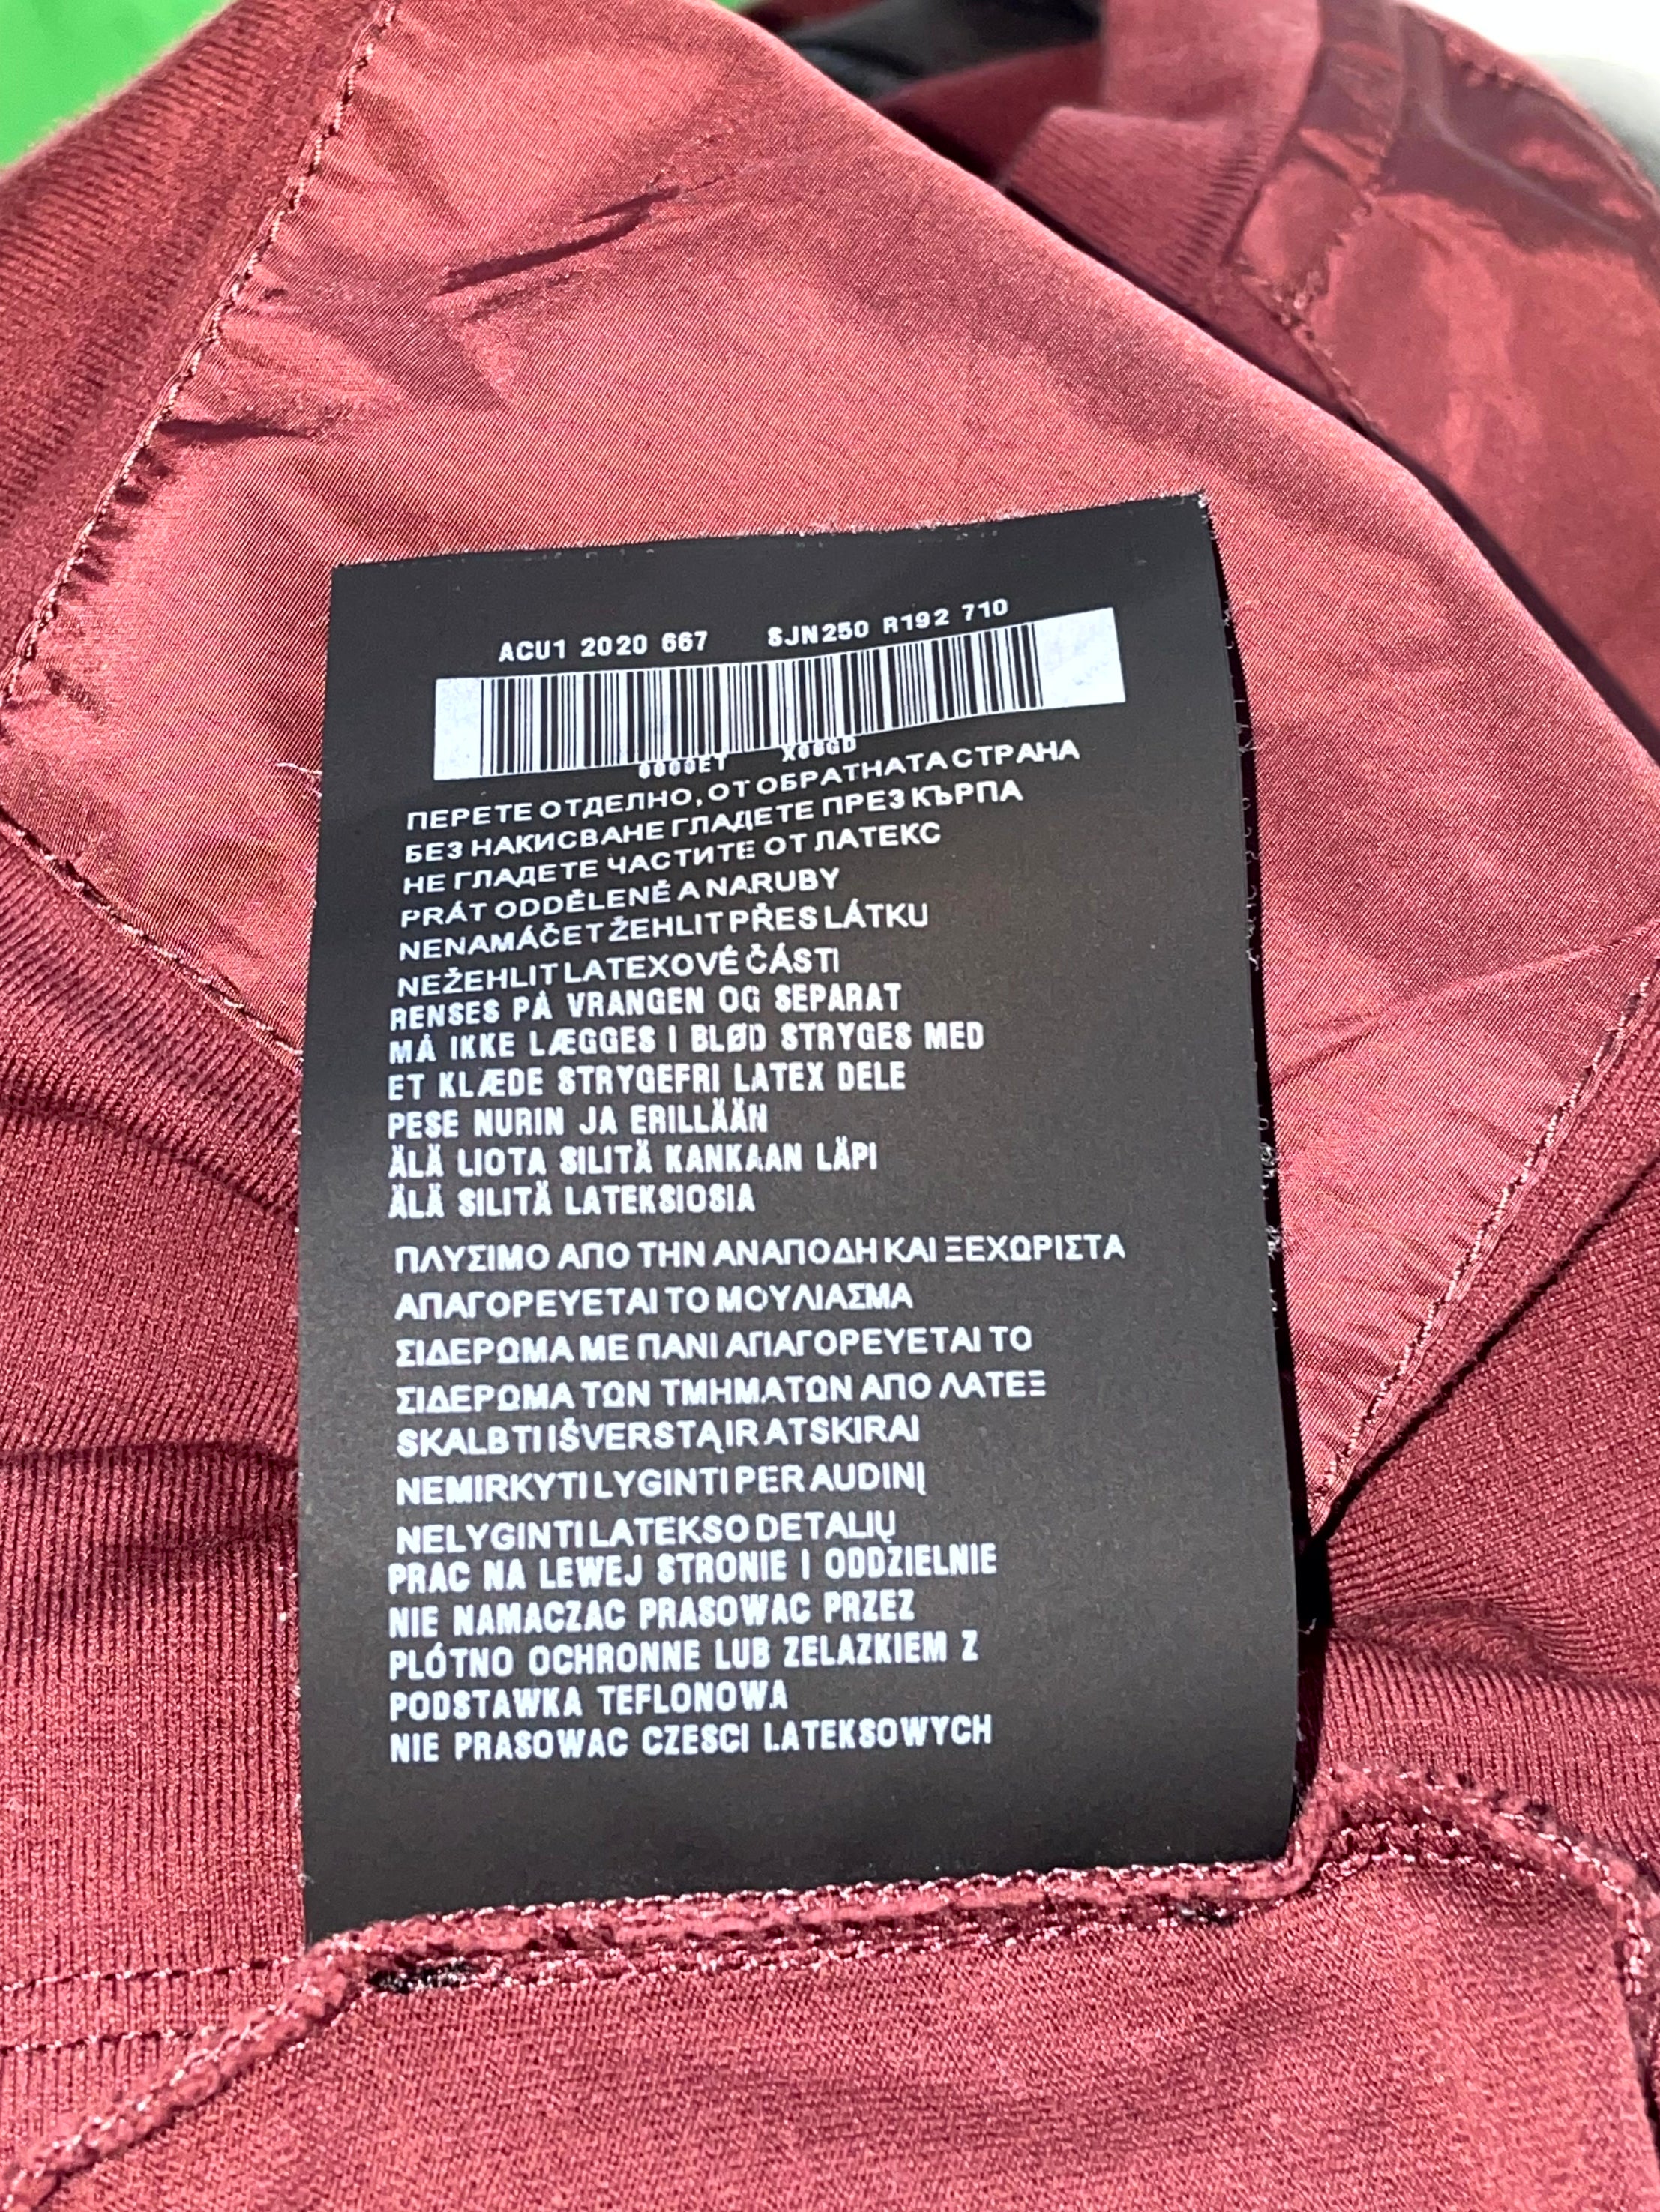 ACU1 2020 667 SJN250 R192 710
X06GD
ПЕРЕТЕ ОТДЕЛНО, ОТ ОБРАТНАТА СТРАНА
БЕЗ НАКИСВАНЕ ГЛАДЕТЕ ПРЕЗ КЪРПА
НЕ ГЛАДЕТЕ ЧАСТИТЕ ОТ ЛАТЕКС
PRÁT ODDĚLENĚ A NARUBY
NENAMÁČET ŽEHLIT PŘES LÁTKU
NEŽEHLIT LATEXOVÉ ČÁSTI
RENSES PÅ VRANGEN OG SEPARAT
MÅ IKKE LÆGGES I BLØD STRYGES MED
ET KLÆDE STRYGEFRI LATEX DELE
PESE NURIN JA ERILLÄÄN
ÄLÄ LIOTA SILITÄ KANKAAN LÄPI
ÄLÄ SILITÄ LATEKSIOSIA
ΠΛΥΣΙΜΟ ΑΠΟ ΤΗΝ ΑΝΑΠΟΔΗ ΚΑΙ ΞΕΧΩΡΙΣΤΑ
ΑΠΑΓΟΡΕΥΕΤΑΙ ΤΟ ΜΟΥΛΙΑΣΜΑ
ΣΙΔΕΡΩΜΑ ΜΕ ΠΑΝΙ ΑΠΑΓΟΡΕΥΕΤΑΙ ΤΟ
ΣΙΔΕΡΩΜΑ ΤΩΝ ΤΜΗΜΑΤΩΝ ΑΠΟ ΛΑΤΕΞ
SKALBTI IŠVERSTĄ IR ATSKIRAI
NEMIRKYTI LYGINTI PER AUDINĮ
NELYGINTI LATEKSO DETALIŲ
PRAC NA LEWEJ STRONIE I ODDZIELNIE
NIE NAMACZAC PRASOWAC PRZEZ
PLÓTNO OCHRONNE LUB ZELAZKIEM Z
PODSTAWKA TEFLONOWA
NIE PRASOWAC CZESCI LATEKSOWYCH